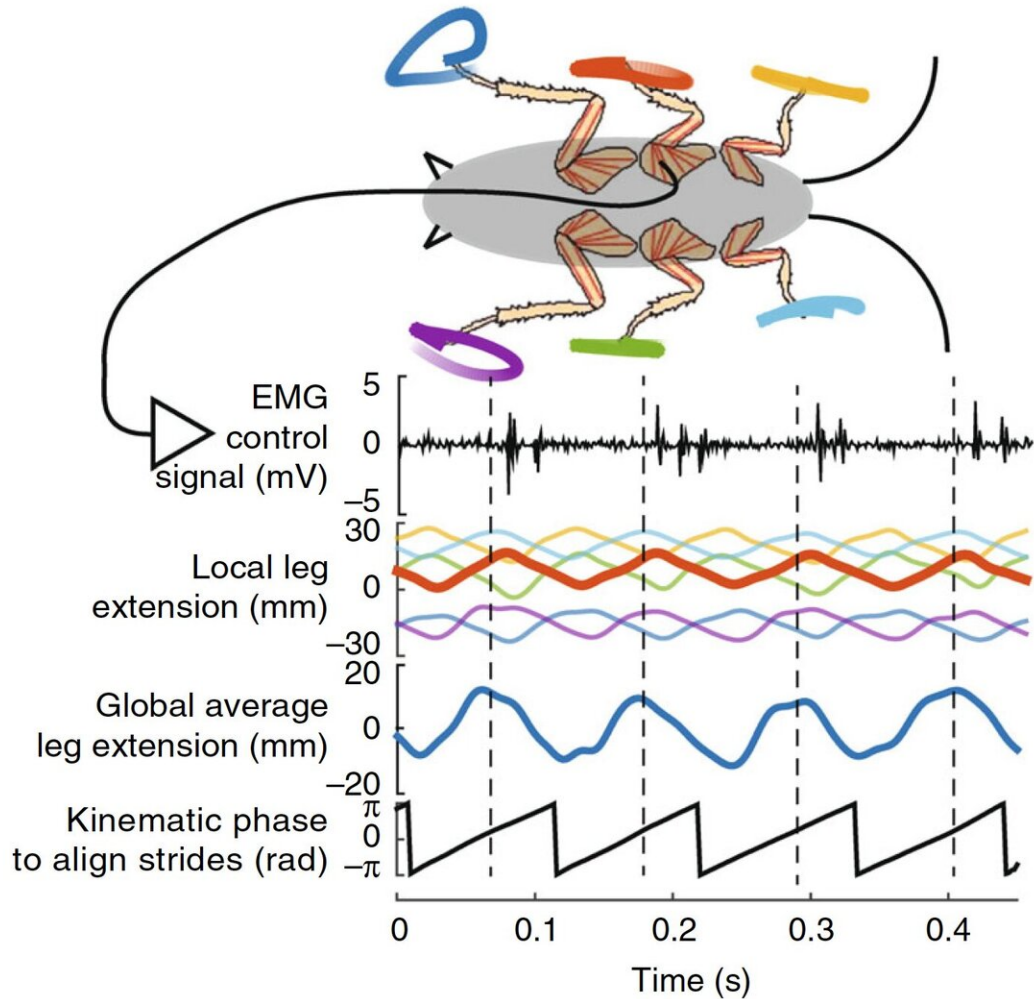 EMG
control
signal (mV)
5
0
–5
Local leg
extension (mm)
30
0
–30
Global average
leg extension (mm)
20
0
–20
Kinematic phase
to align strides (rad)
π
0
–π
0 0.1 0.2 0.3 0.4
Time (s)